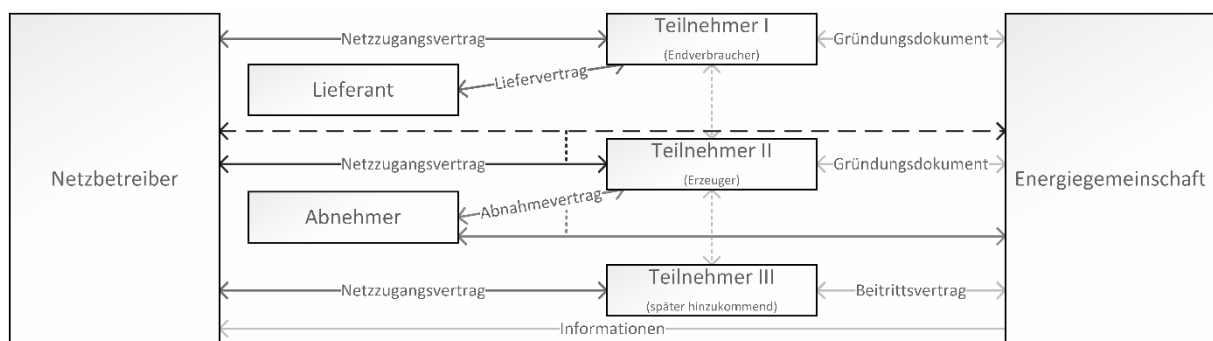 Teilnehmer I
(Endverbraucher)
Netzzugangsvertrag
Gründungsdokument
Lieferant
Liefervertrag
Netzbetreiber
Netzzugangsvertrag
Teilnehmer II
(Erzeuger)
Gründungsdokument
Energiegemeinschaft
Abnehmer
Abnahmevertrag
Netzzugangsvertrag
Teilnehmer III
(später hinzukommend)
Beitrittsvertrag
Informationen